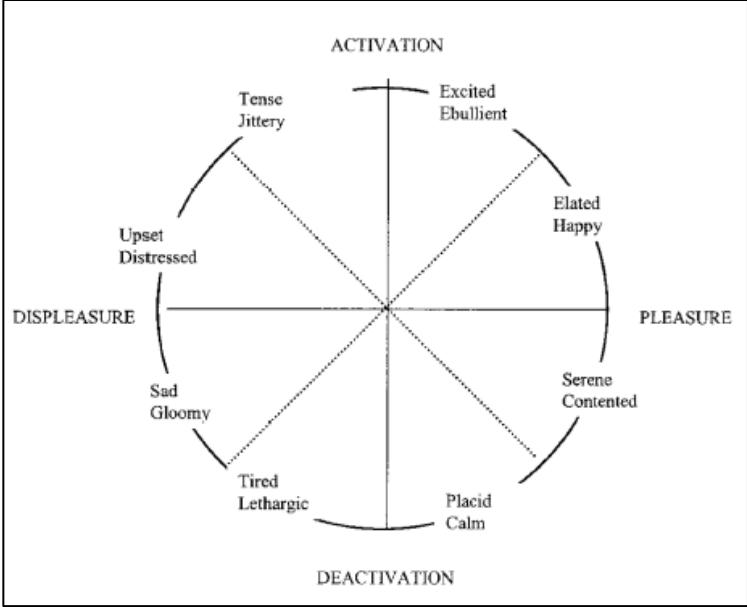 ACTIVATION
Tense
Jittery
Excited
Ebullient
Elated
Happy
Upset
Distressed
DISPLEASURE
PLEASURE
Sad
Gloomy
Serene
Contented
Tired
Lethargic
Placid
Calm
DEACTIVATION